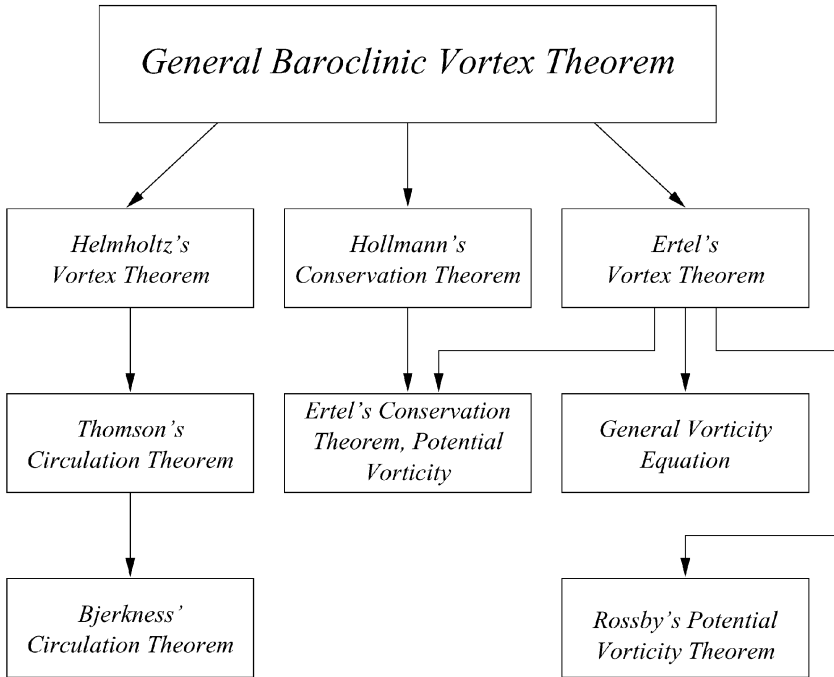 General Baroclinic Vortex Theorem
Helmholtz's
Vortex Theorem
Hollmann's
Conservation Theorem
Ertel's
Vortex Theorem
Thomson's
Circulation Theorem
Ertel's Conservation
Theorem, Potential
Vorticity
General Vorticity
Equation
Bjerkness'
Circulation Theorem
Rossby's Potential
Vorticity Theorem